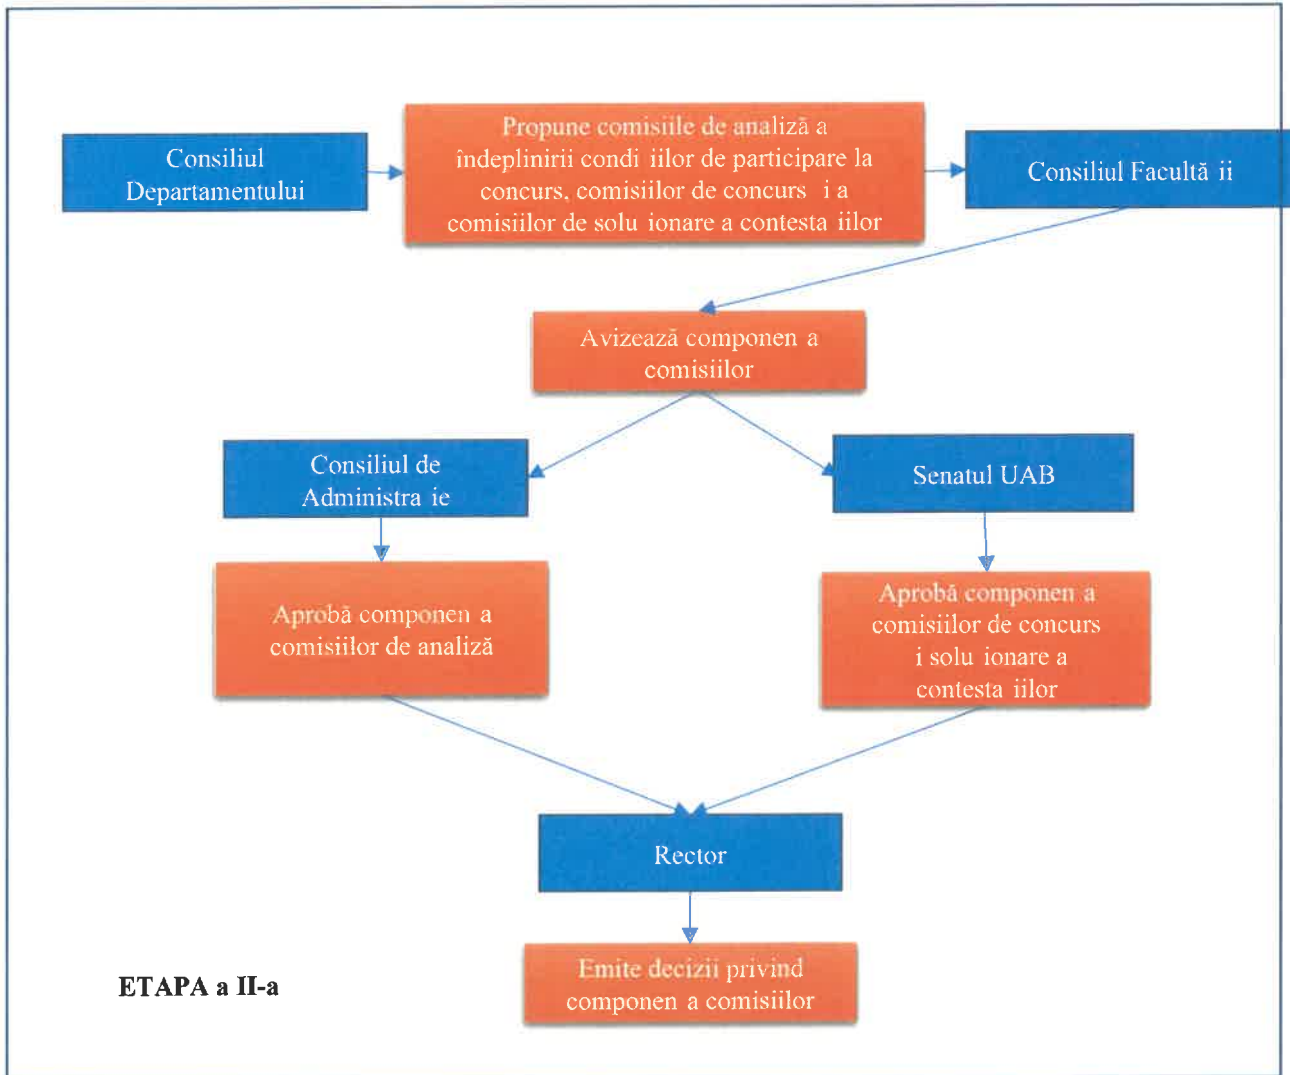 Consiliul
Departamentului
Propune comisiile de analiză a
îndeplinirii condi iilor de participare la
concurs, comisiilor de concurs i a
comisiilor de solu ionare a contesta iilor
Consiliul Facultă ii
Avizează componen a
comisiilor
Consiliul de
Administra ie
Senatul UAB
Aprobă componen a
comisiilor de analiză
Aprobă componen a
comisiilor de concurs
i solu ionare a
contesta iilor
Rector
Emite decizii privind
componen a comisiilor
ETAPA a II-a